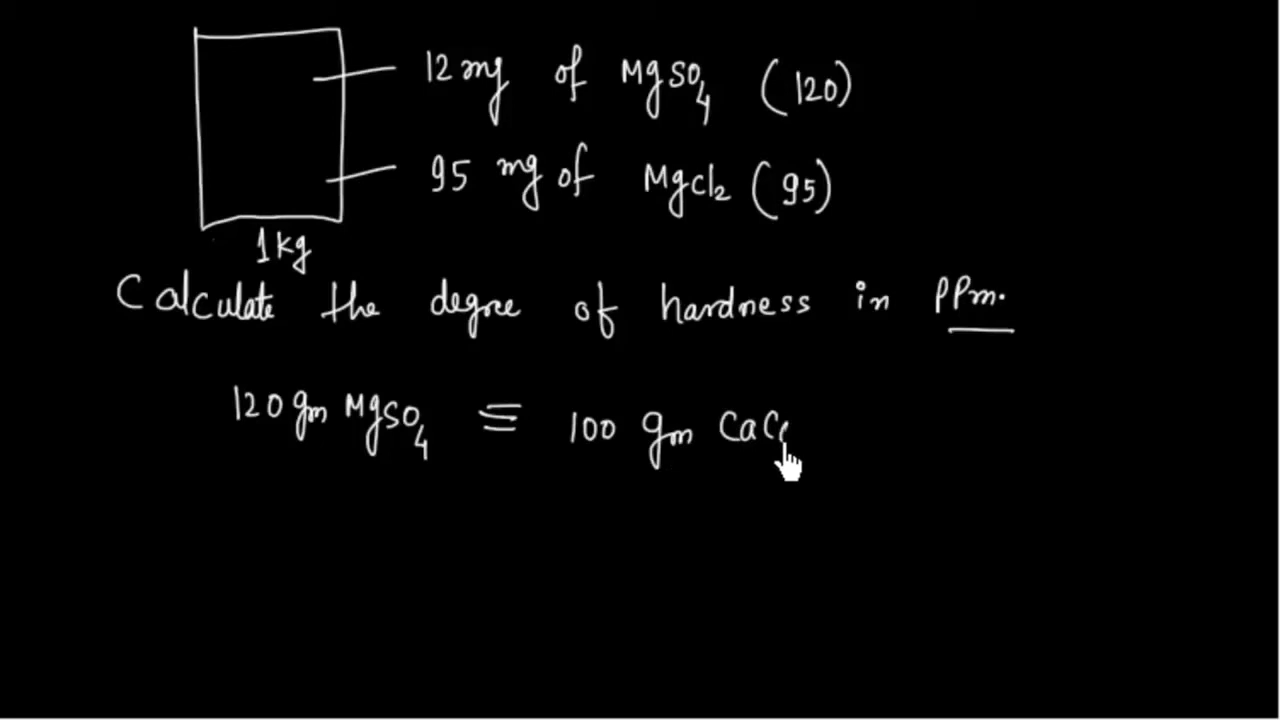 12 mg of MgSO₄ (120)
95 mg of MgCl₂ (95)
1 kg
Calculate the degree of hardness in PPm.
120 gm MgSO₄ ≡ 100 gm CaC